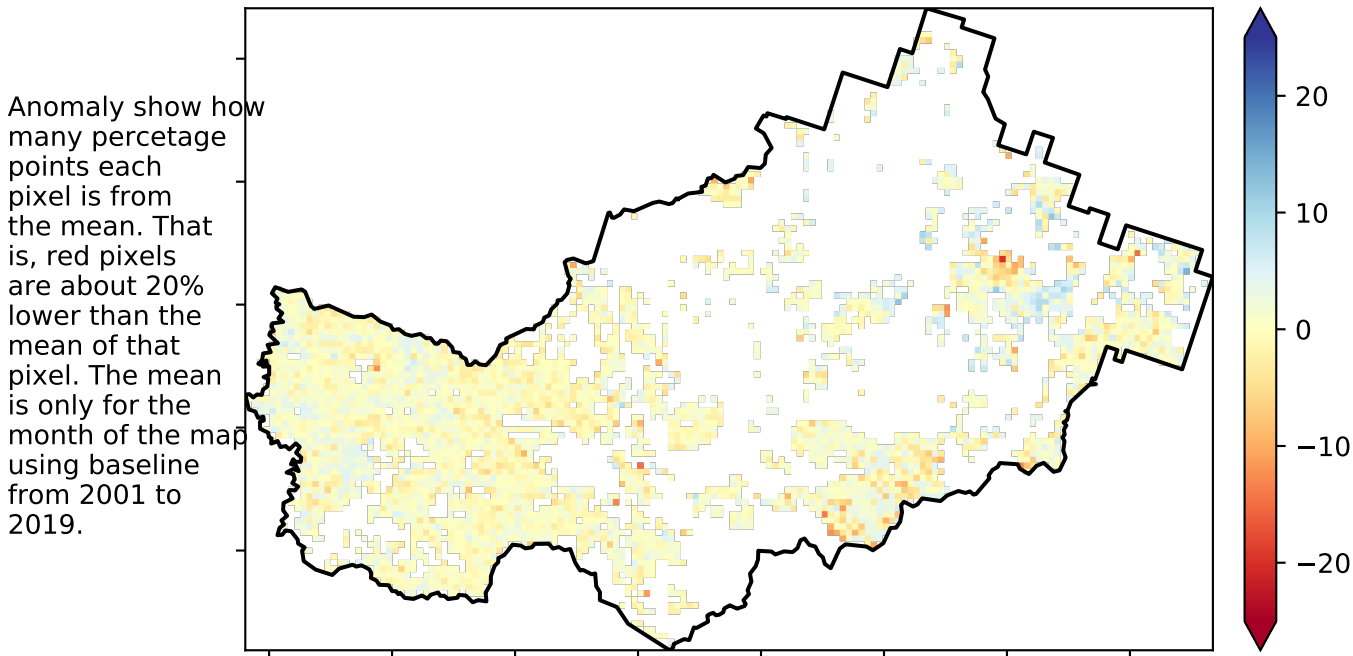 Anomaly show how
many percetage
points each
pixel is from
the mean. That
is, red pixels
are about 20%
lower than the
mean of that
pixel. The mean
is only for the
month of the map
using baseline
from 2001 to
2019.
20
10
0
−10
−20